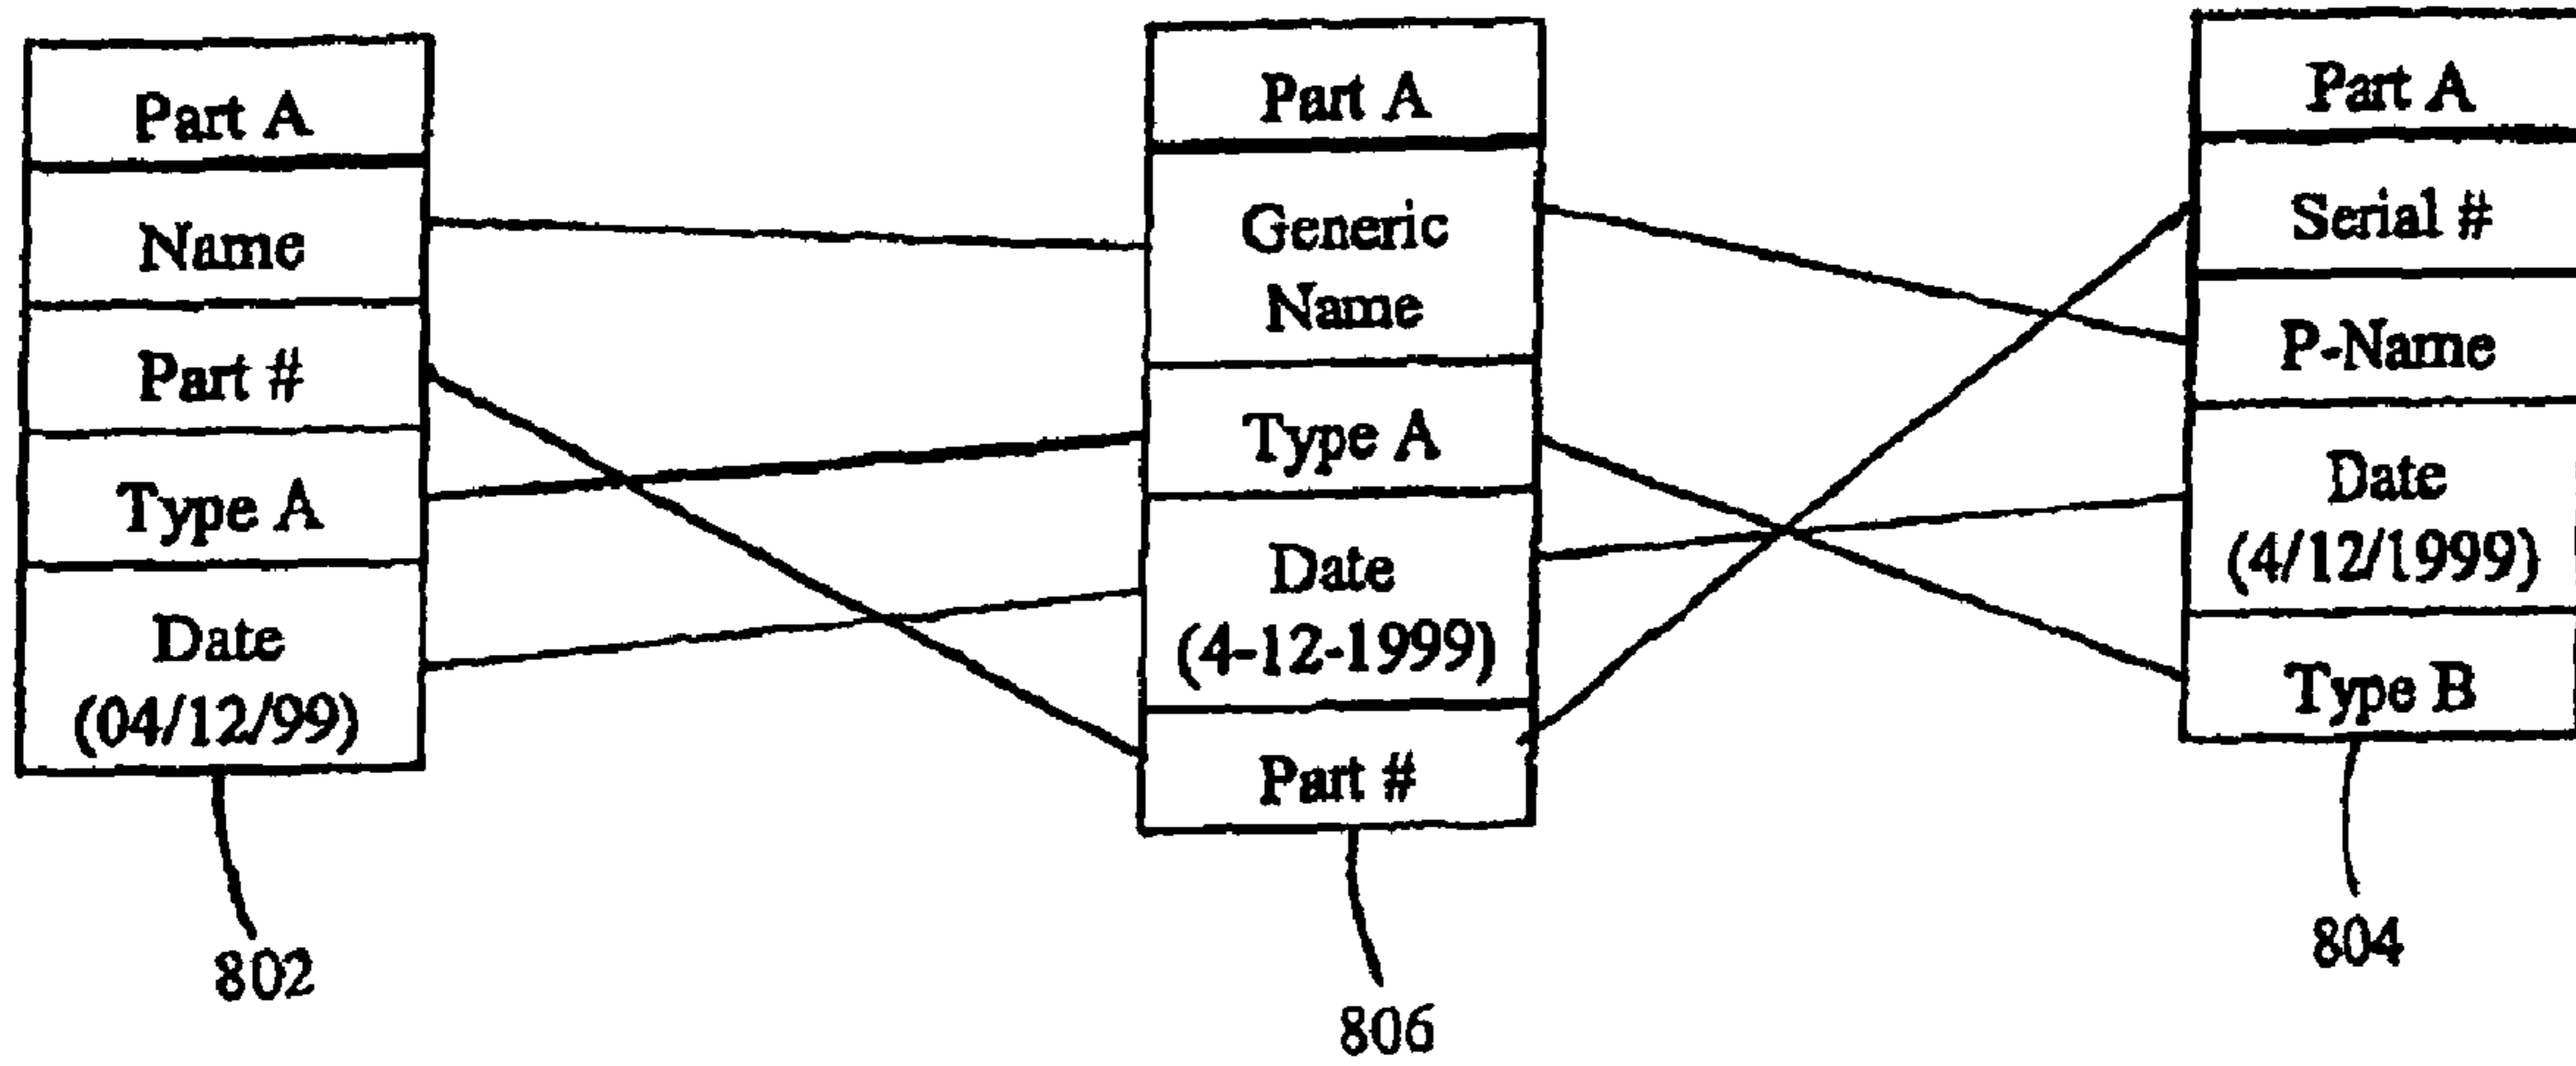 Part A
Name
Part #
Type A
Date
(04/12/99)
802
Part A
Generic
Name
Type A
Date
(4-12-1999)
Part #
806
Part A
Serial #
P-Name
Date
(4/12/1999)
Type B
804